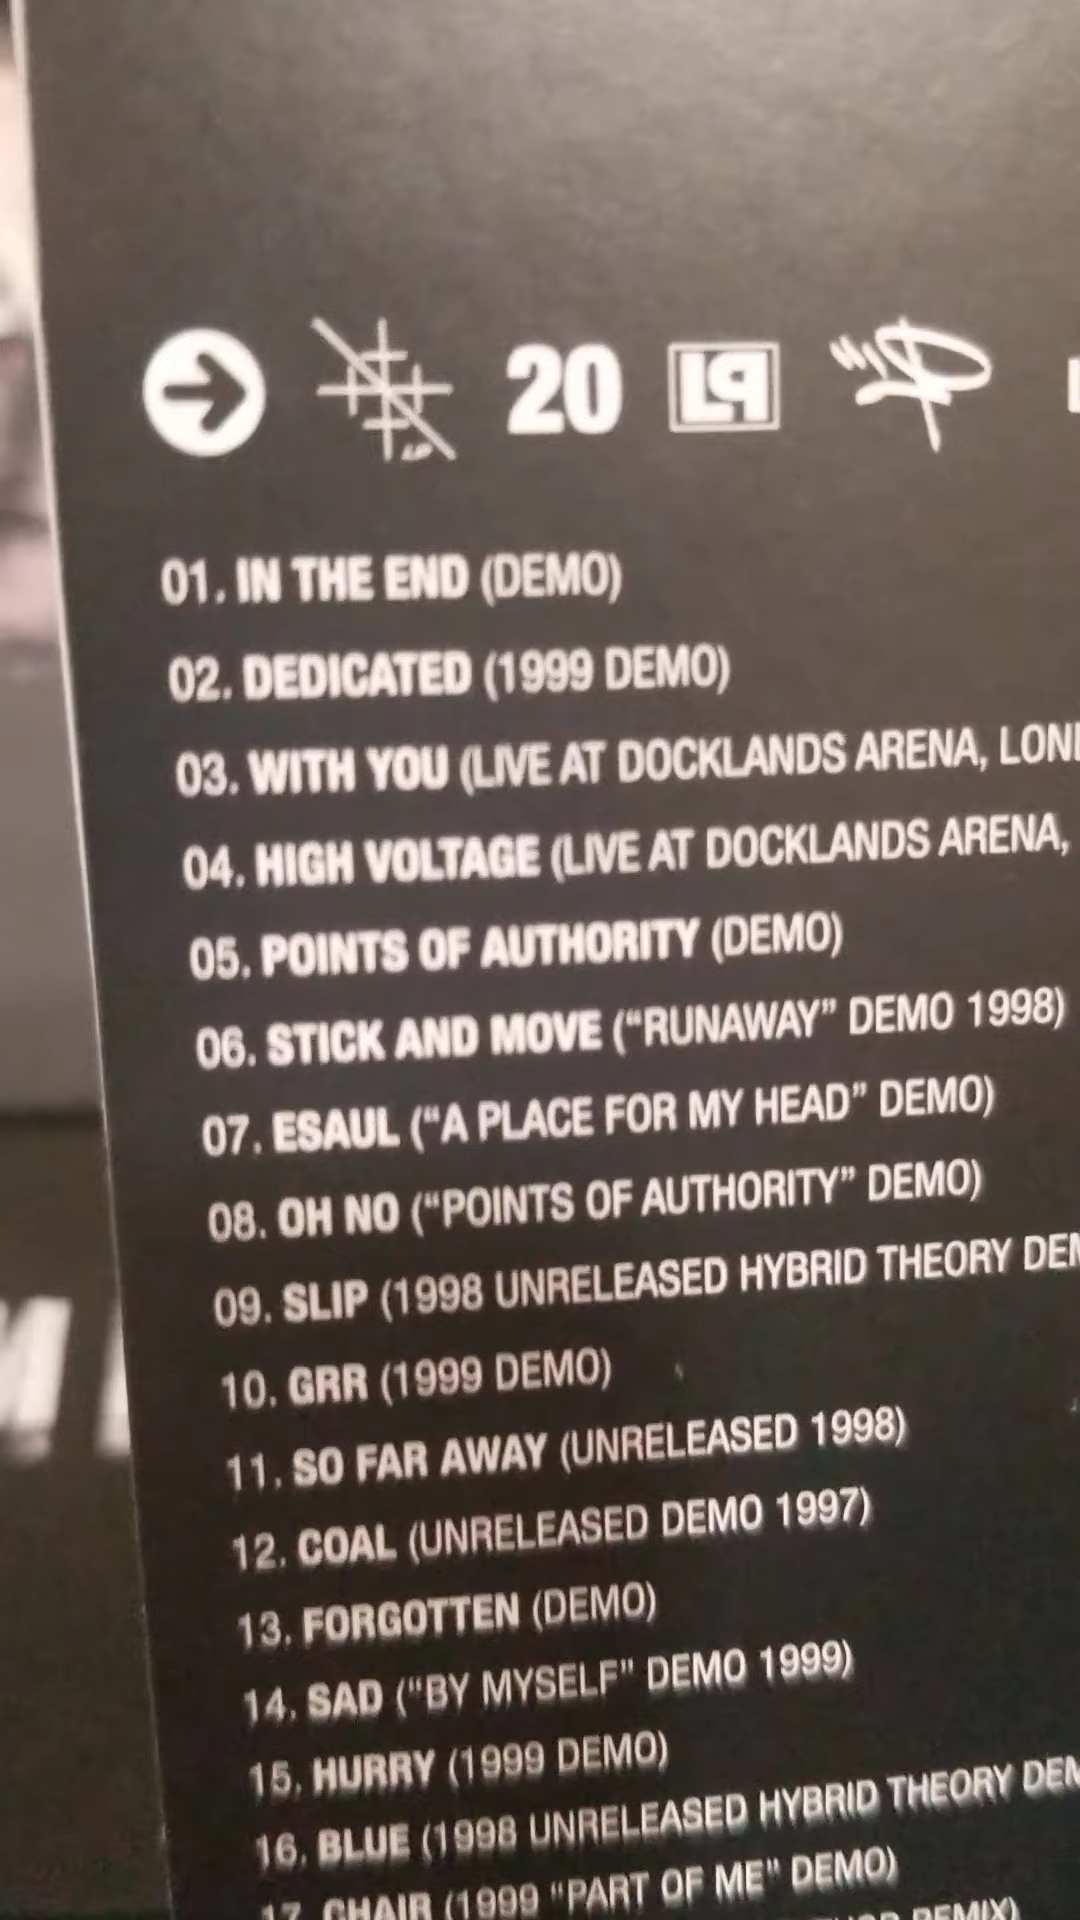 20 LP
01. IN THE END (DEMO)
02. DEDICATED (1999 DEMO)
03. WITH YOU (LIVE AT DOCKLANDS ARENA,
04. HIGH VOLTAGE (LIVE AT DOCKLANDS ARENA,
05. POINTS OF AUTHORITY (DEMO)
06. STICK AND MOVE (“RUNAWAY” DEMO 1998)
07. ESAUL (“A PLACE FOR MY HEAD” DEMO)
08. OH NO (“POINTS OF AUTHORITY” DEMO)
09. SLIP (1998 UNRELEASED HYBRID THEORY
10. GRR (1999 DEMO)
11. SO FAR AWAY (UNRELEASED 1998)
12. COAL (UNRELEASED DEMO 1997)
13. FORGOTTEN (DEMO)
14. SAD (“BY MYSELF” DEMO 1999)
15. HURRY (1999 DEMO)
16. BLUE (1998 UNRELEASED HYBRID THEORY
17. CHAIR (1999 “PART OF ME” DEMO)
REMIX)